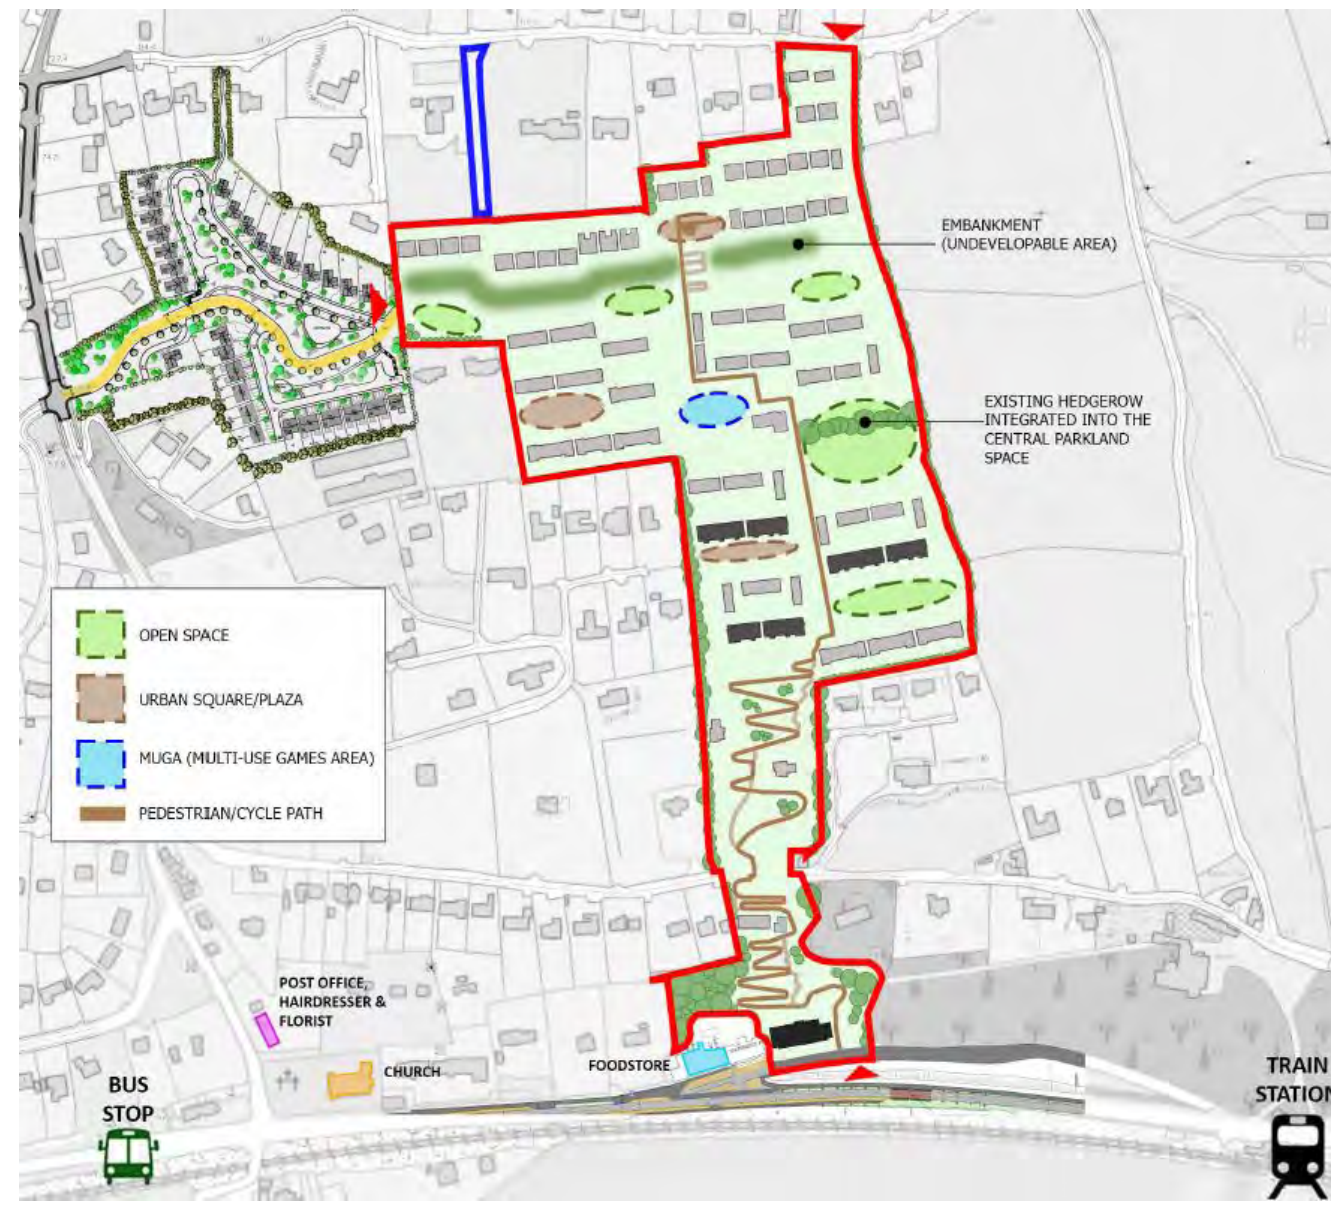 EMBANKMENT
(UNDEVELOPABLE AREA)
EXISTING HEDGEROW
INTEGRATED INTO THE
CENTRAL PARKLAND
SPACE
OPEN SPACE
URBAN SQUARE/PLAZA
MUGA (MULTI-USE GAMES AREA)
PEDESTRIAN/CYCLE PATH
POST OFFICE,
HAIRDRESSER &
FLORIST
CHURCH
FOODSTORE
BUS
STOP
TRAIN
STATION